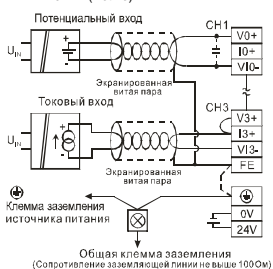 Потенциальный вход
CH1
V0+
I0+
VI0-
UIN
Экранированная
витая пара
Токовый вход
CH3
V3+
I3+
VI3-
FE
UIN
Экранированная
витая пара
Клемма заземления
источника питания
0V
24V
Общая клемма заземления
(Сопротивление заземляющей линии не выше 100Ом)